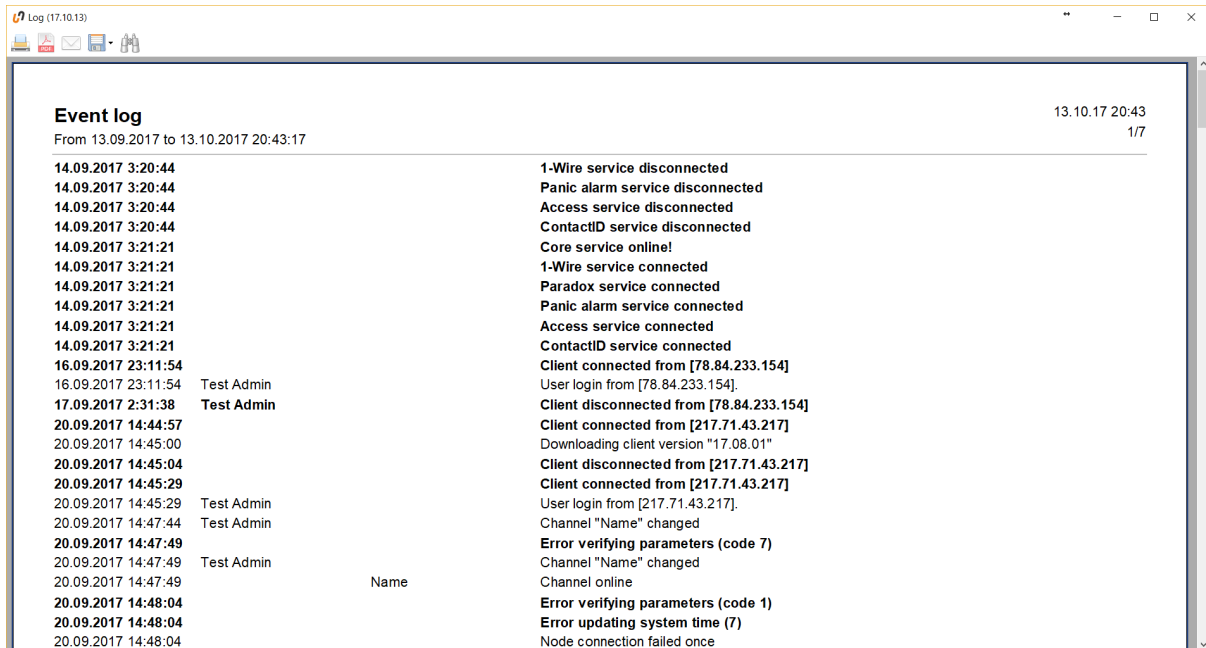 Log (17.10.13)
PDF
Event log
13.10.17 20:43
From 13.09.2017 to 13.10.2017 20:43:17
1/7
14.09.2017 3:20:44 1-Wire service disconnected
14.09.2017 3:20:44 Panic alarm service disconnected
14.09.2017 3:20:44 Access service disconnected
14.09.2017 3:20:44 ContactID service disconnected
14.09.2017 3:21:21 Core service online!
14.09.2017 3:21:21 1-Wire service connected
14.09.2017 3:21:21 Paradox service connected
14.09.2017 3:21:21 Panic alarm service connected
14.09.2017 3:21:21 Access service connected
14.09.2017 3:21:21 ContactID service connected
16.09.2017 23:11:54 Client connected from [78.84.233.154]
16.09.2017 23:11:54 Test Admin User login from [78.84.233.154].
17.09.2017 2:31:38 Test Admin Client disconnected from [78.84.233.154]
20.09.2017 14:44:57 Client connected from [217.71.43.217]
20.09.2017 14:45:00 Downloading client version "17.08.01"
20.09.2017 14:45:04 Client disconnected from [217.71.43.217]
20.09.2017 14:45:29 Client connected from [217.71.43.217]
20.09.2017 14:45:29 Test Admin User login from [217.71.43.217].
20.09.2017 14:47:44 Test Admin Channel "Name" changed
20.09.2017 14:47:49 Error verifying parameters (code 7)
20.09.2017 14:47:49 Test Admin Channel "Name" changed
20.09.2017 14:47:49 Name Channel online
20.09.2017 14:48:04 Error verifying parameters (code 1)
20.09.2017 14:48:04 Error updating system time (7)
20.09.2017 14:48:04 Node connection failed once